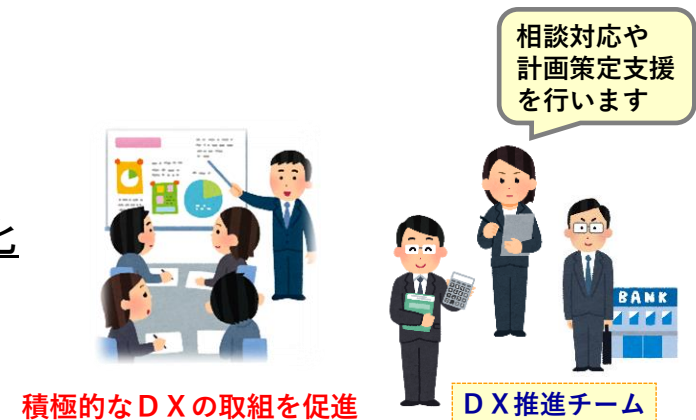 相談対応や
計画策定支援
を行います
BANK
積極的なＤＸの取組を促進
ＤＸ推進チーム